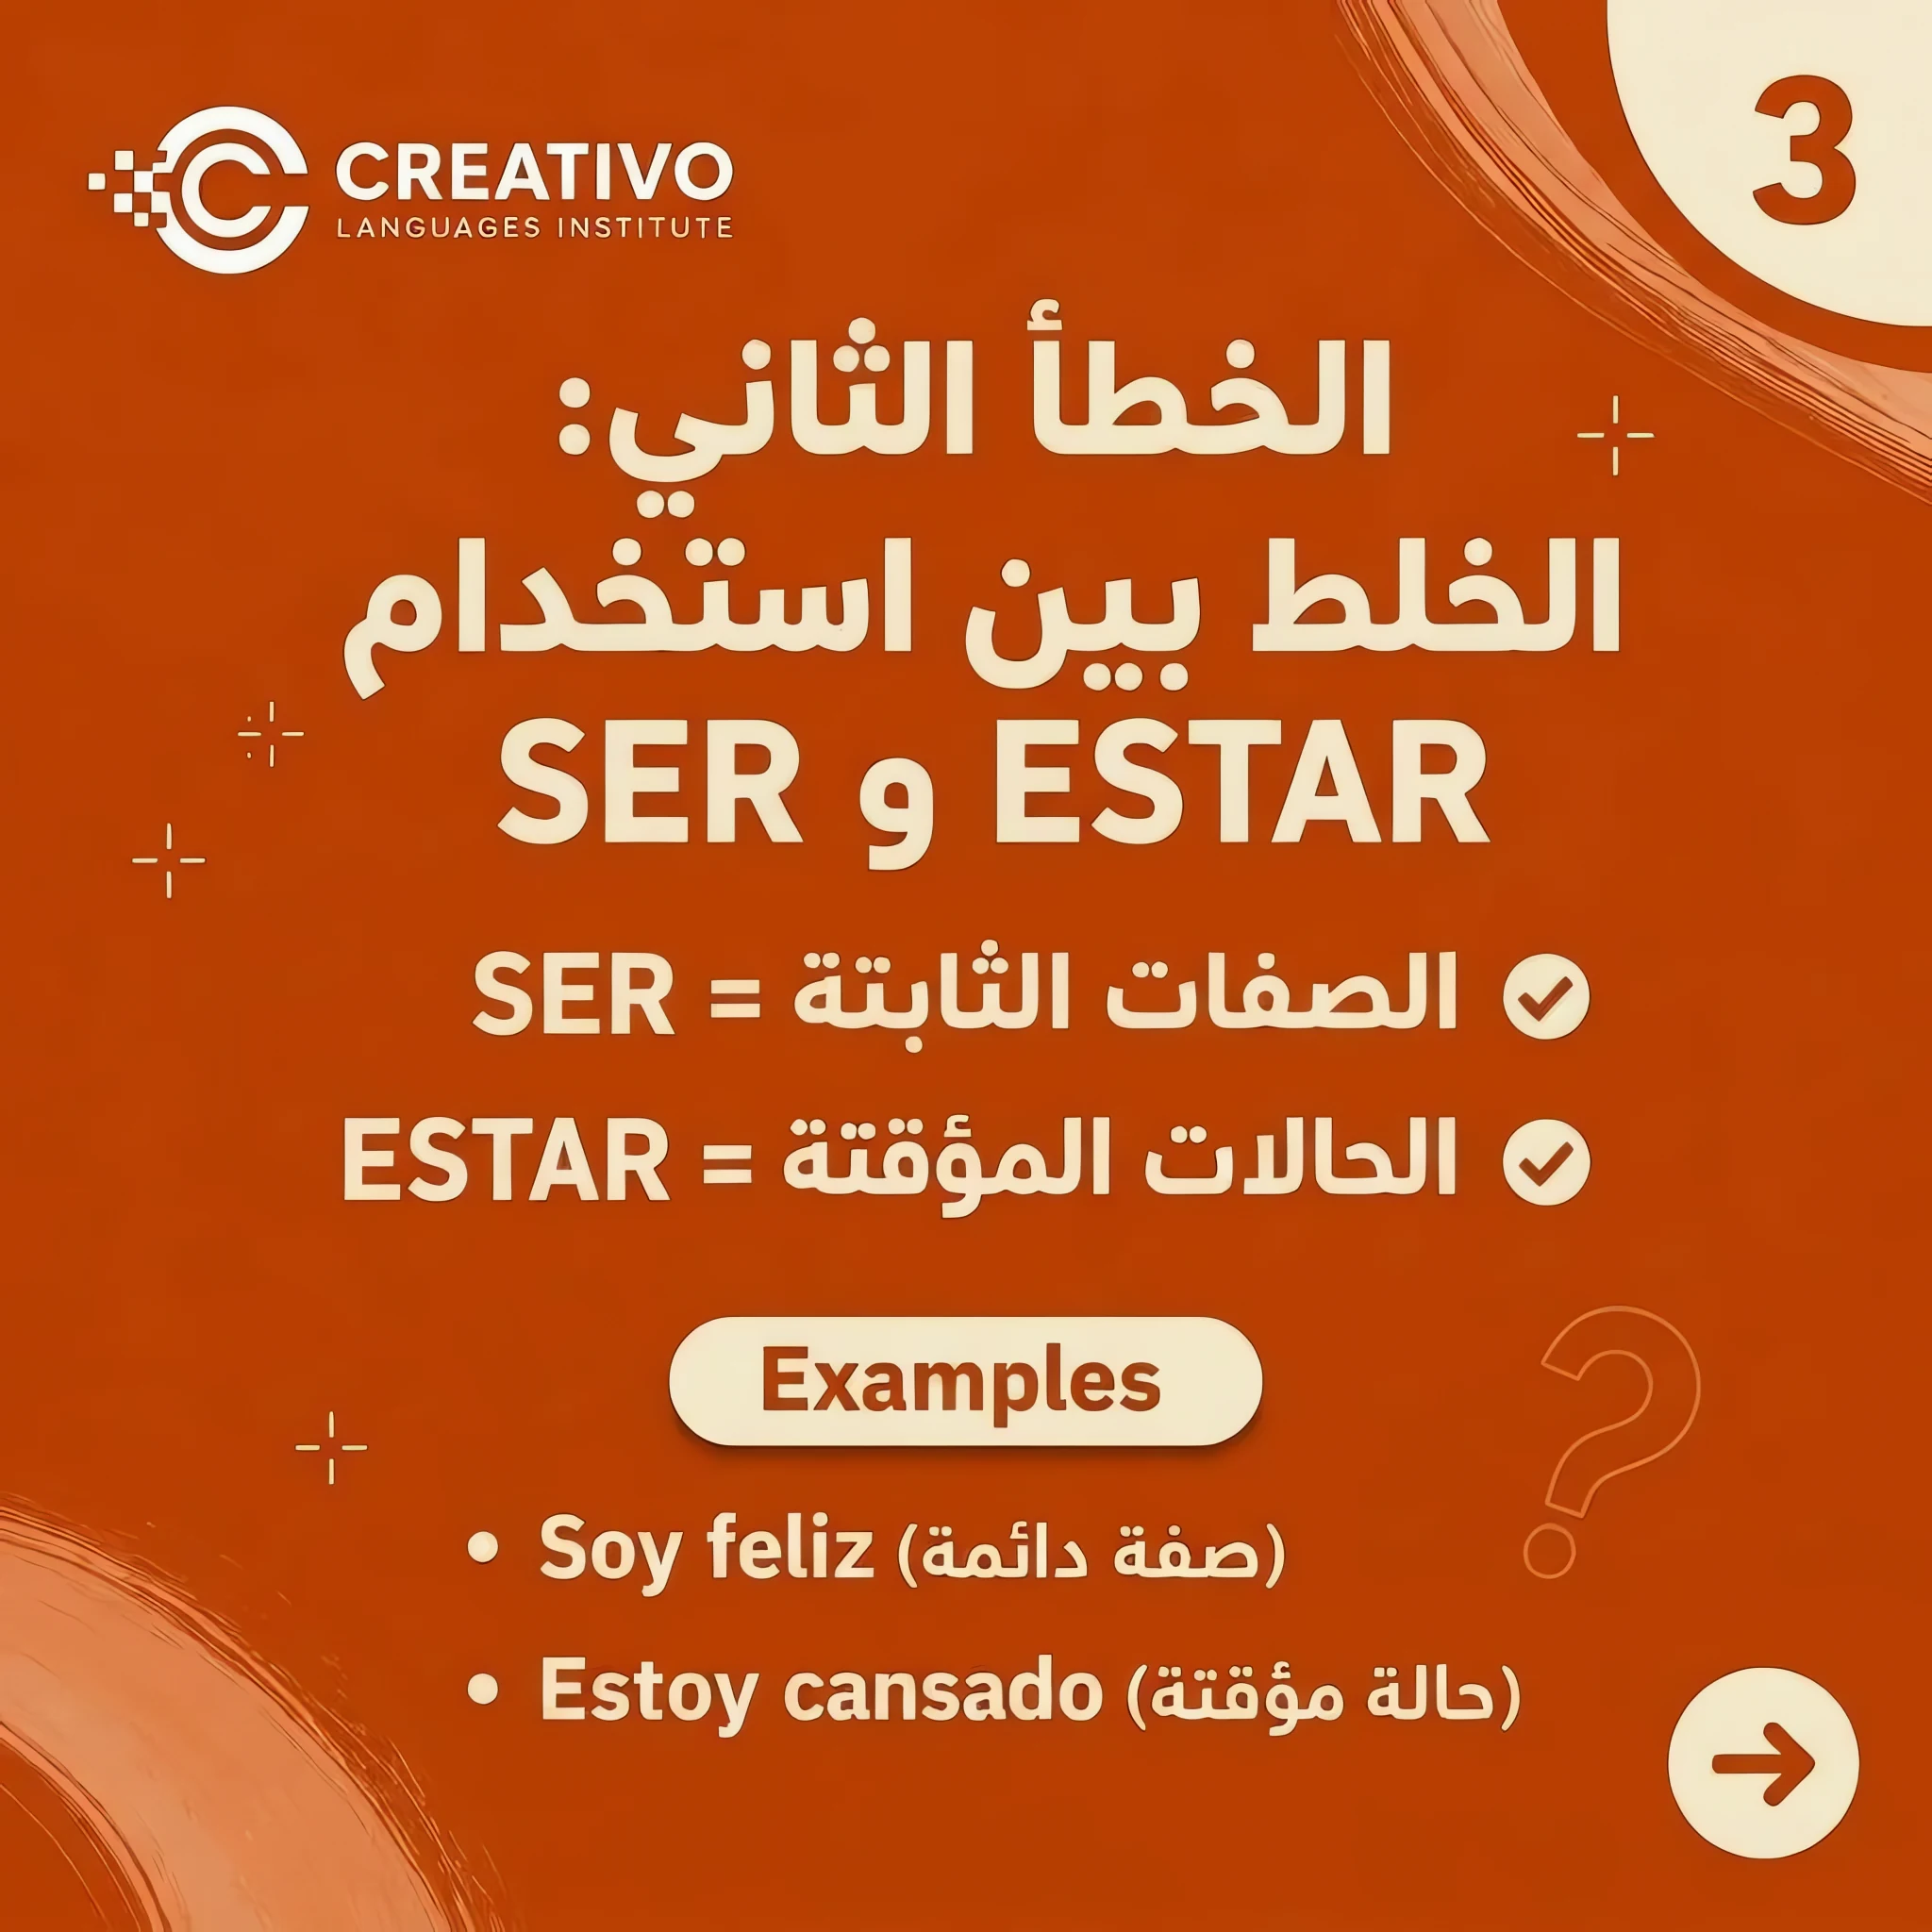 CREATIVO
LANGUAGES INSTITUTE
3
الخطأ الثاني:
الخلط بين استخدام
SER و ESTAR
الصفات الثابتة = SER
الحالات المؤقتة = ESTAR
Examples
• Soy feliz (صفة دائمة)
• Estoy cansado (حالة مؤقتة)